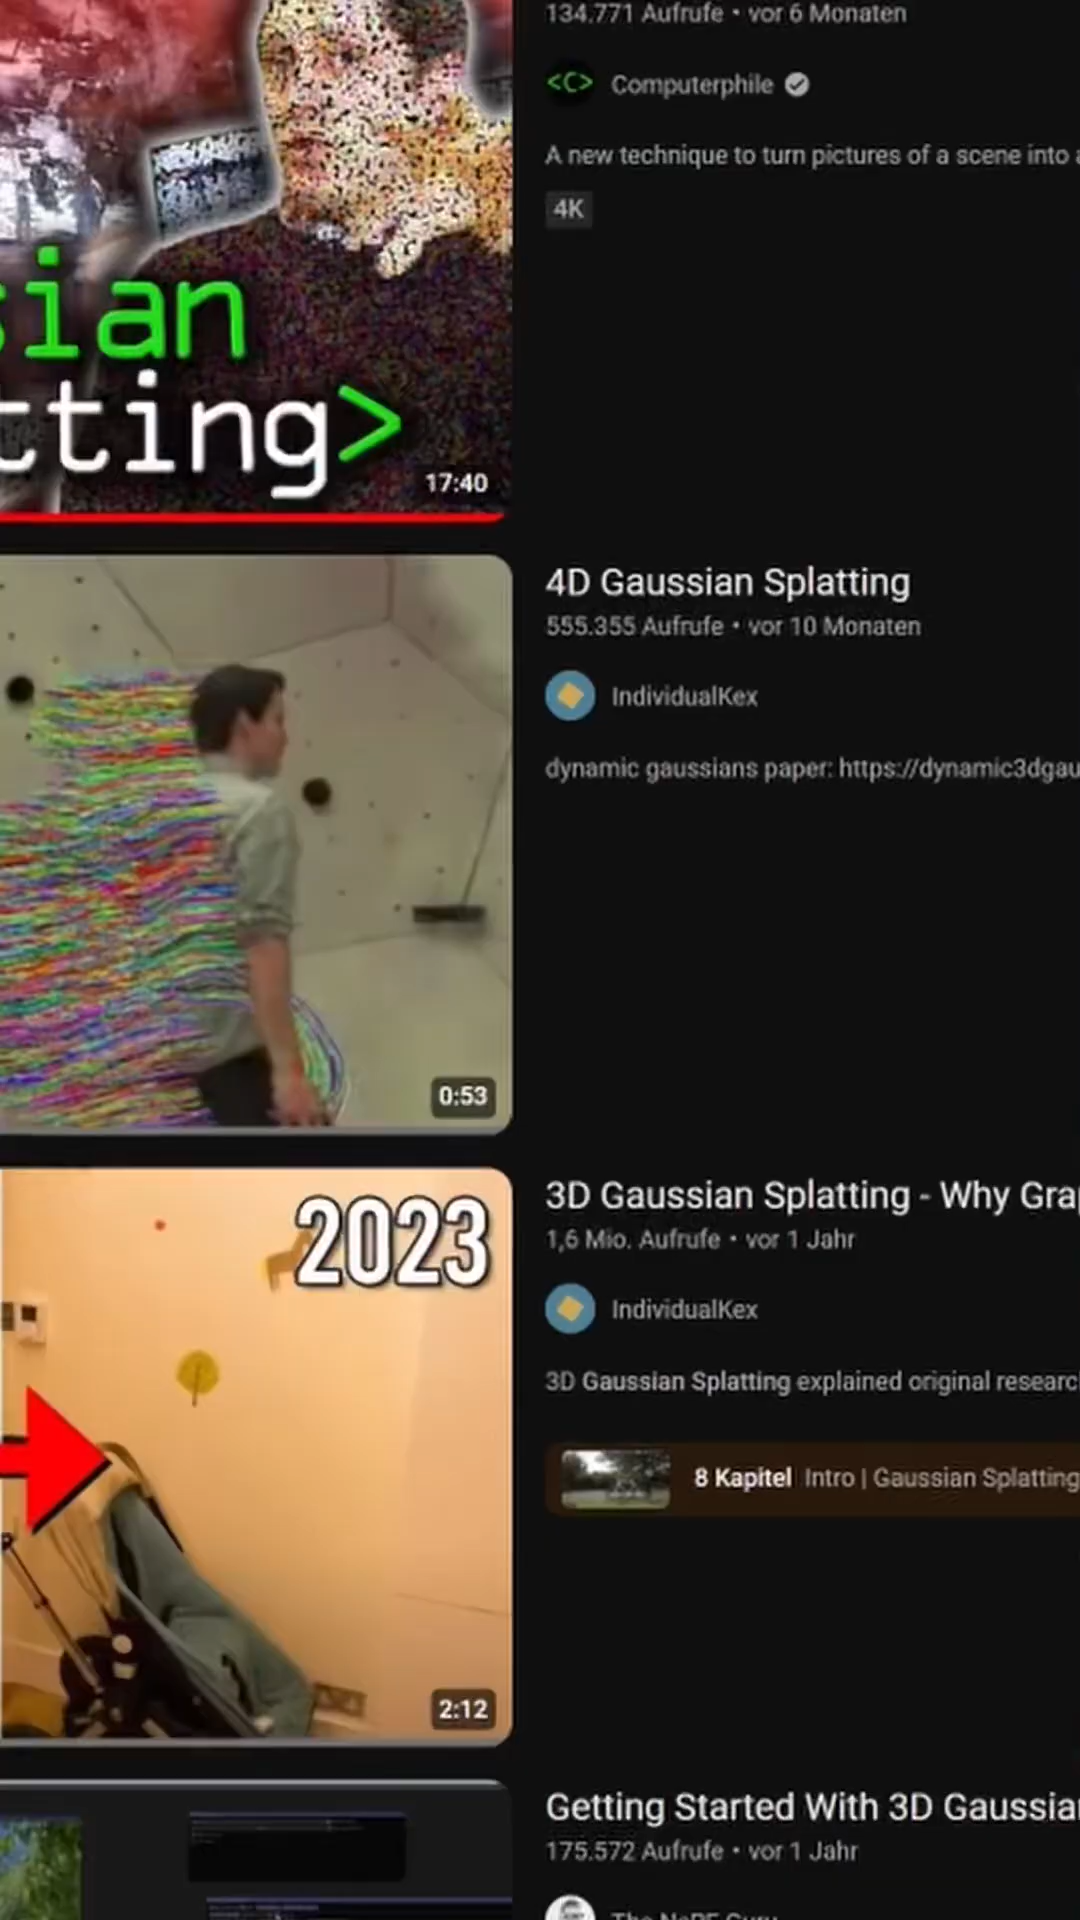 134.771 Aufrufe • vor 6 Monaten
<C> Computerphile
A new technique to turn pictures of a scene into
4K
sian
tting>
17:40
4D Gaussian Splatting
555.355 Aufrufe • vor 10 Monaten
IndividualKex
dynamic gaussians paper: https://dynamic3dgau
0:53
2023
3D Gaussian Splatting - Why Gra
1,6 Mio. Aufrufe • vor 1 Jahr
IndividualKex
3D Gaussian Splatting explained original researc
8 Kapitel Intro | Gaussian Splatting
2:12
Getting Started With 3D Gaussia
175.572 Aufrufe • vor 1 Jahr
The NeRF Guru